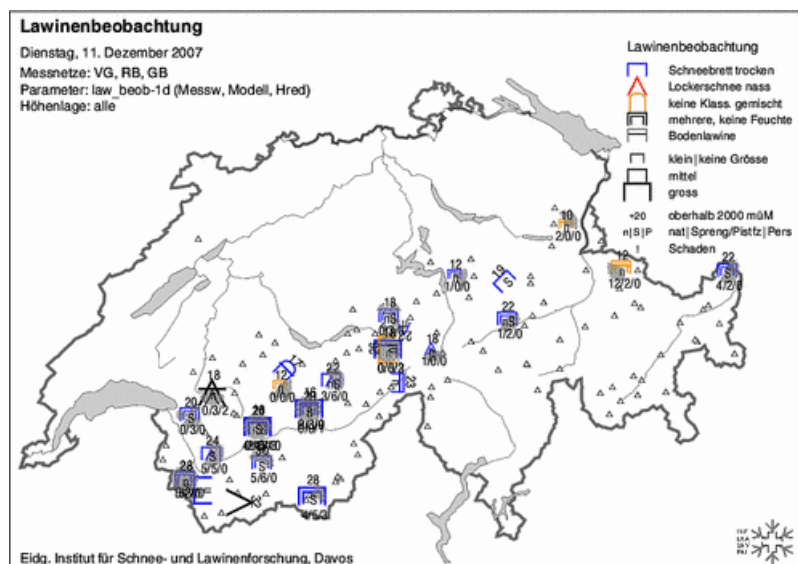 Lawinenbeobachtung
Dienstag, 11. Dezember 2007
Messnetze: VG, RB, GB
Parameter: law_beob-1d (Messw, Modell, Hred)
Höhenlage: alle
Lawinenbeobachtung
Schneebrett trocken
Lockerschnee nass
keine Klass. gemischt
mehrere, keine Feuchte
Bodenlawine
klein|keine Grösse
mittel
gross
+20 oberhalb 2000 müM
n|S|P nat|Spreng/Pistfz|Pers
! Schaden
10
2/0/0
12
12/2/0
22
S
4/2/0
12
1/0/0
19
S
22
S
1/2/0
18
18
1/0/0
0/0/3
23
22
S
3/6/0
17
12
0/0/0
18
0/3/2
20
S
0/3/0
24
S
5/5/0
S
5/6/0
28
28
S
4/5/3
Eidg. Institut für Schnee- und Lawinenforschung, Davos